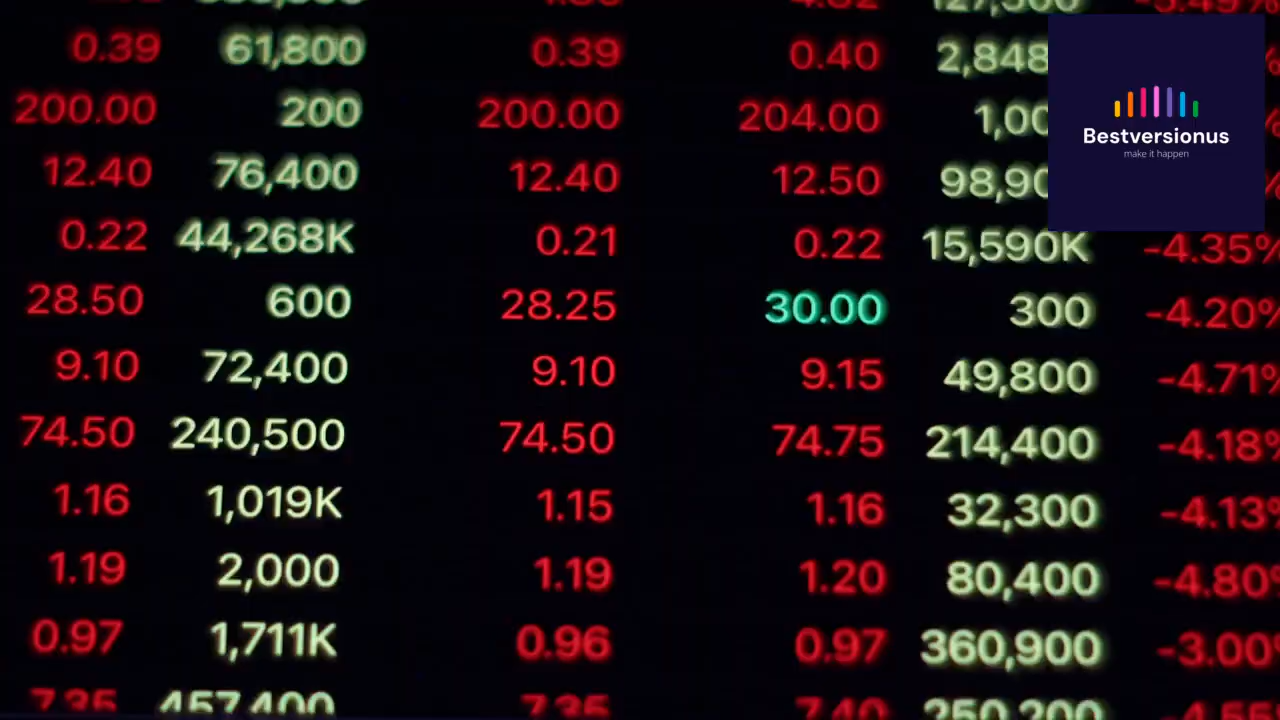 0.39 61,800 0.39 0.40 2,848
200.00 200 200.00 204.00 1,00
12.40 76,400 12.40 12.50 98,90
0.22 44,268K 0.21 0.22 15,590K -4.35%
28.50 600 28.25 30.00 300 -4.20%
9.10 72,400 9.10 9.15 49,800 -4.71%
74.50 240,500 74.50 74.75 214,400 -4.18%
1.16 1,019K 1.15 1.16 32,300 -4.13%
1.19 2,000 1.19 1.20 80,400 -4.80%
0.97 1,711K 0.96 0.97 360,900 -3.00%
7.35 457,400 7.35 7.40 250,200
Bestversionus
make it happen